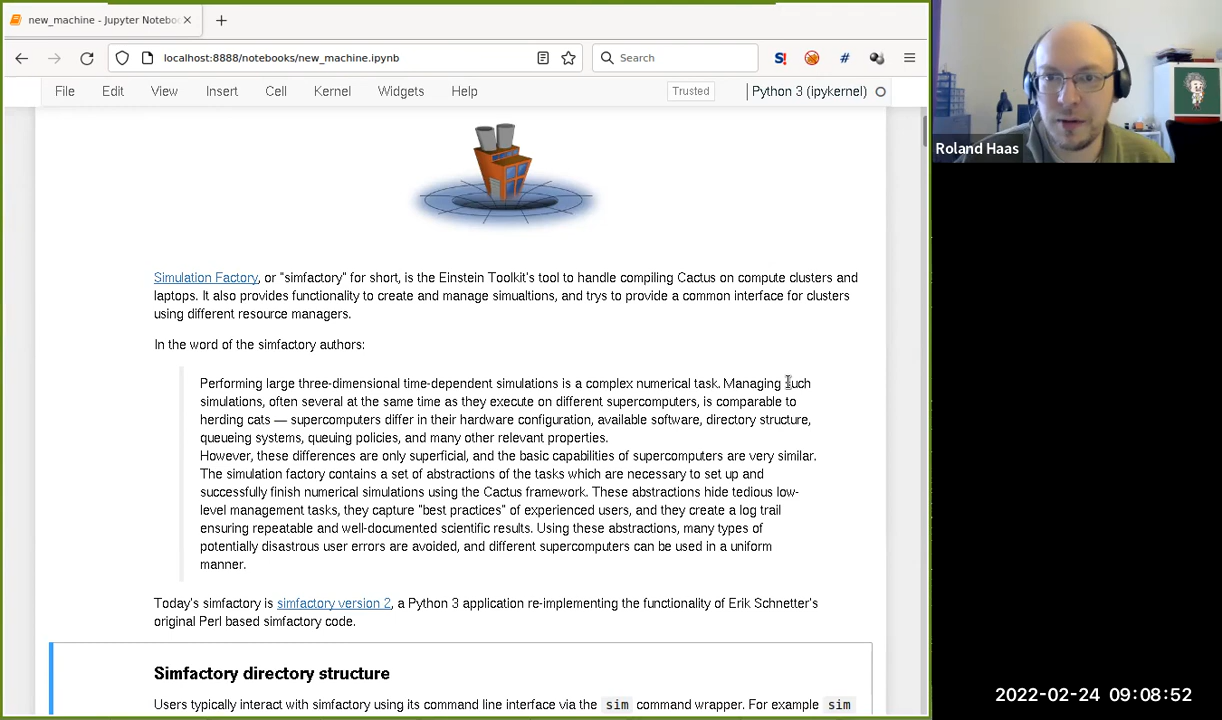 new_machine - Jupyter Notebo
localhost:8888/notebooks/new_machine.ipynb
Search
S!
#
File Edit View Insert Cell Kernel Widgets Help
Trusted
Python 3 (ipykernel)
Roland Haas
Simulation Factory, or "simfactory" for short, is the Einstein Toolkit's tool to handle compiling Cactus on compute clusters and
laptops. It also provides functionality to create and manage simualtions, and trys to provide a common interface for clusters
using different resource managers.
In the word of the simfactory authors:
Performing large three-dimensional time-dependent simulations is a complex numerical task. Managing such
simulations, often several at the same time as they execute on different supercomputers, is comparable to
herding cats — supercomputers differ in their hardware configuration, available software, directory structure,
queueing systems, queuing policies, and many other relevant properties.
However, these differences are only superficial, and the basic capabilities of supercomputers are very similar.
The simulation factory contains a set of abstractions of the tasks which are necessary to set up and
successfully finish numerical simulations using the Cactus framework. These abstractions hide tedious low-
level management tasks, they capture "best practices" of experienced users, and they create a log trail
ensuring repeatable and well-documented scientific results. Using these abstractions, many types of
potentially disastrous user errors are avoided, and different supercomputers can be used in a uniform
manner.
Today's simfactory is simfactory version 2, a Python 3 application re-implementing the functionality of Erik Schnetter's
original Perl based simfactory code.
Simfactory directory structure
Users typically interact with simfactory using its command line interface via the sim command wrapper. For example sim
2022-02-24 09:08:52